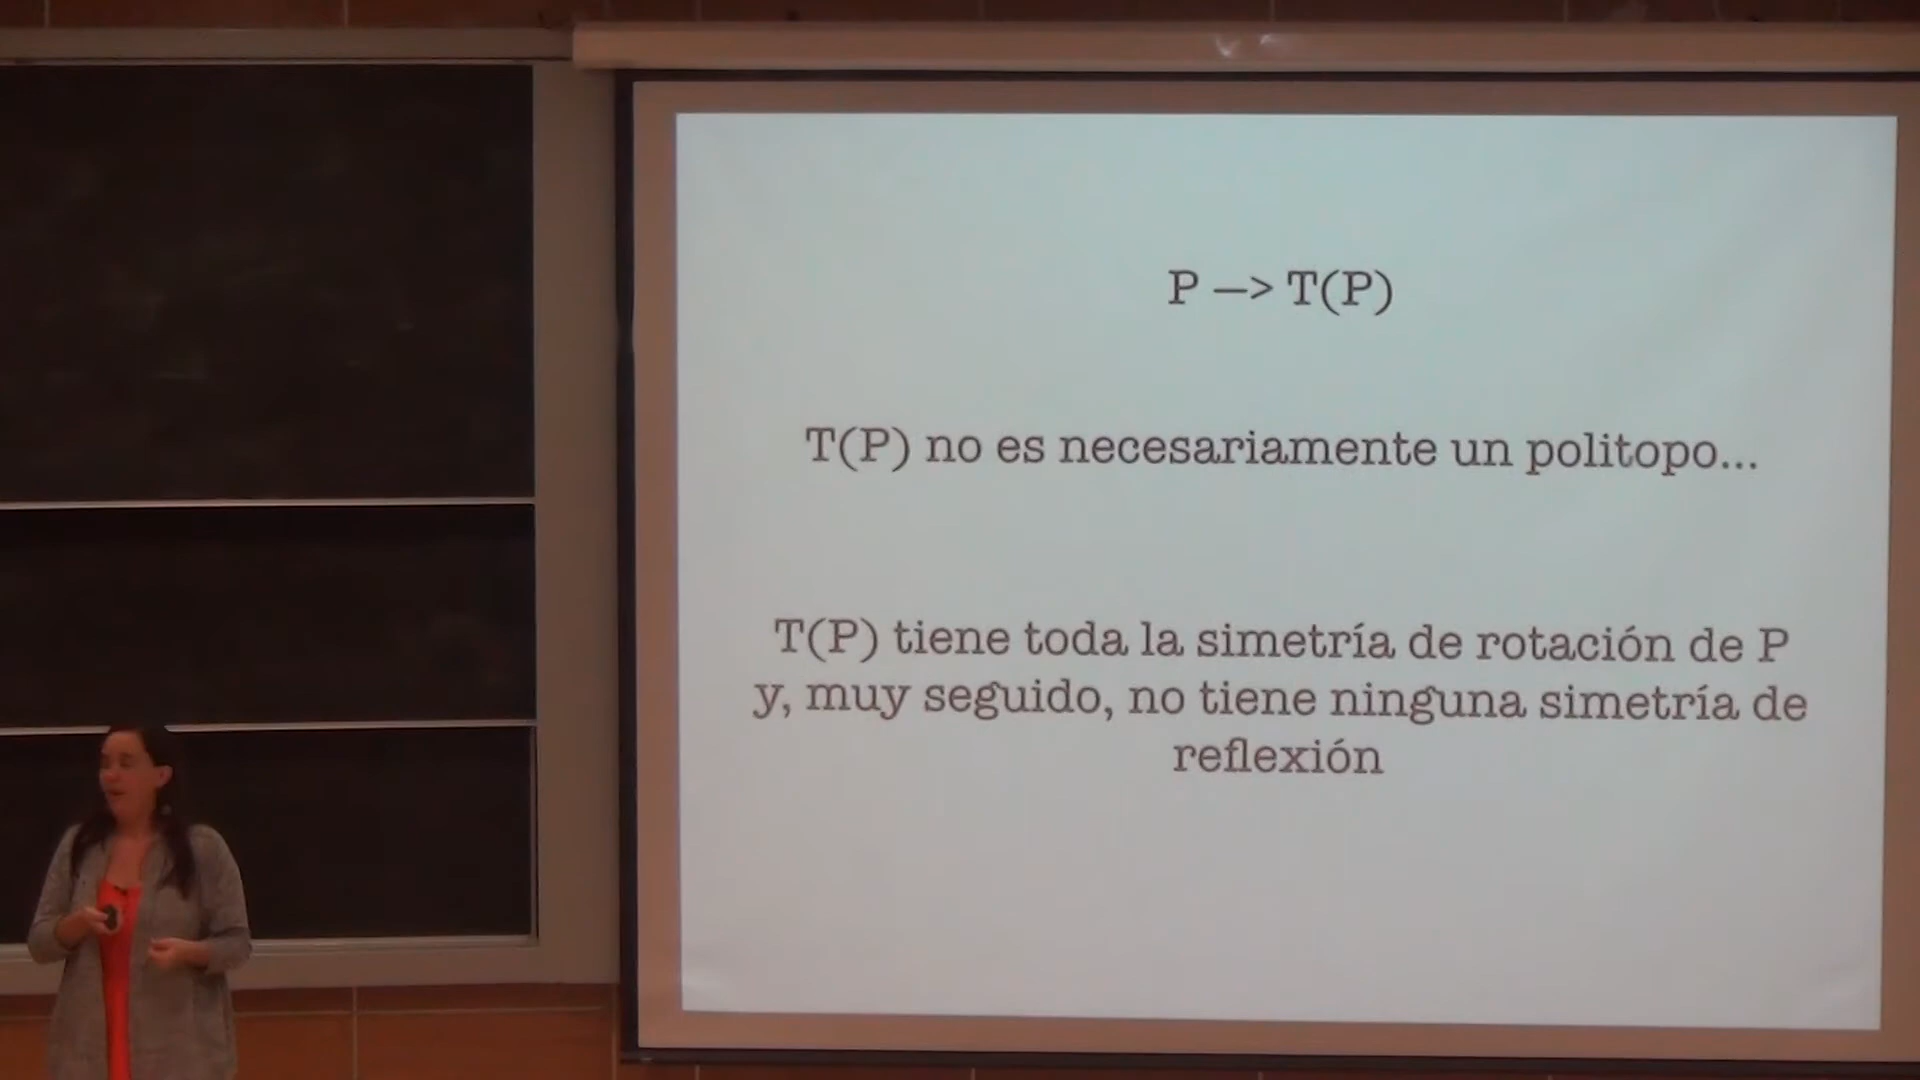 P —> T(P)
T(P) no es necesariamente un politopo...
T(P) tiene toda la simetría de rotación de P
y, muy seguido, no tiene ninguna simetría de
reflexión